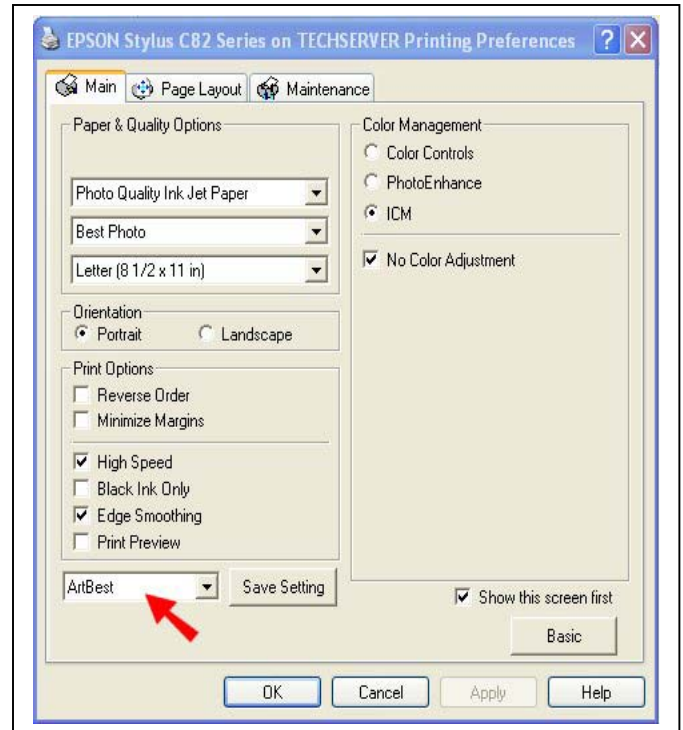 EPSON Stylus C82 Series on TECHSERVER Printing Preferences
Main Page Layout Maintenance
Paper & Quality Options
Photo Quality Ink Jet Paper
Best Photo
Letter (8 1/2 x 11 in)
Orientation
Portrait Landscape
Print Options
Reverse Order
Minimize Margins
High Speed
Black Ink Only
Edge Smoothing
Print Preview
ArtBest Save Setting
Color Management
Color Controls
PhotoEnhance
ICM
No Color Adjustment
Show this screen first
Basic
OK Cancel Apply Help